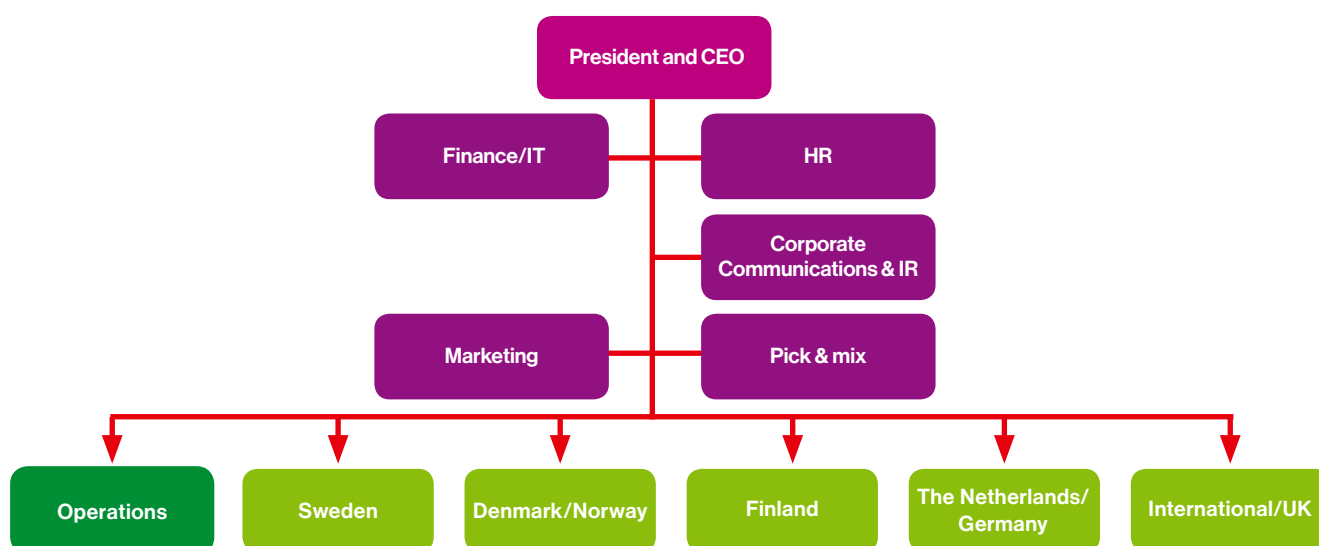 President and CEO
Finance/IT
HR
Corporate
Communications & IR
Marketing
Pick & mix
Operations
Sweden
Denmark/Norway
Finland
The Netherlands/
Germany
International/UK